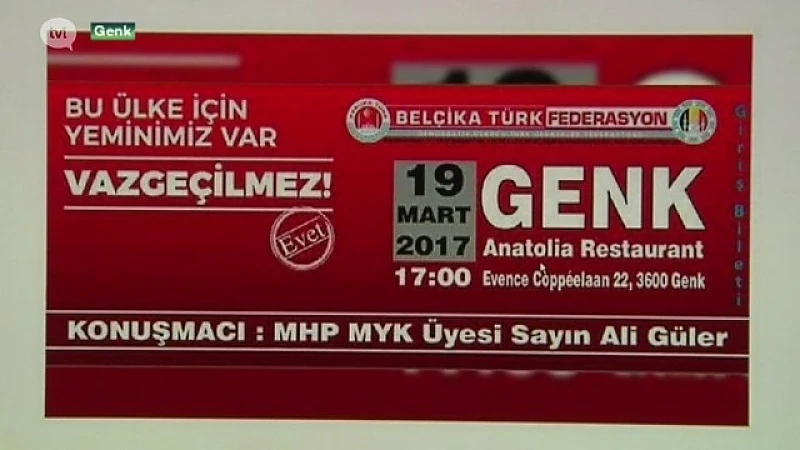 tvl
Genk
BU ÜLKE İÇİN
YEMİNİMİZ VAR
VAZGEÇİLMEZ!
Evet
BELÇİKA TÜRK FEDERASYON
19
MART
2017
17:00
GENK
Anatolia Restaurant
Evence Coppéelaan 22, 3600 Genk
Giriş Bileti
KONUŞMACI : MHP MYK Üyesi Sayın Ali Güler